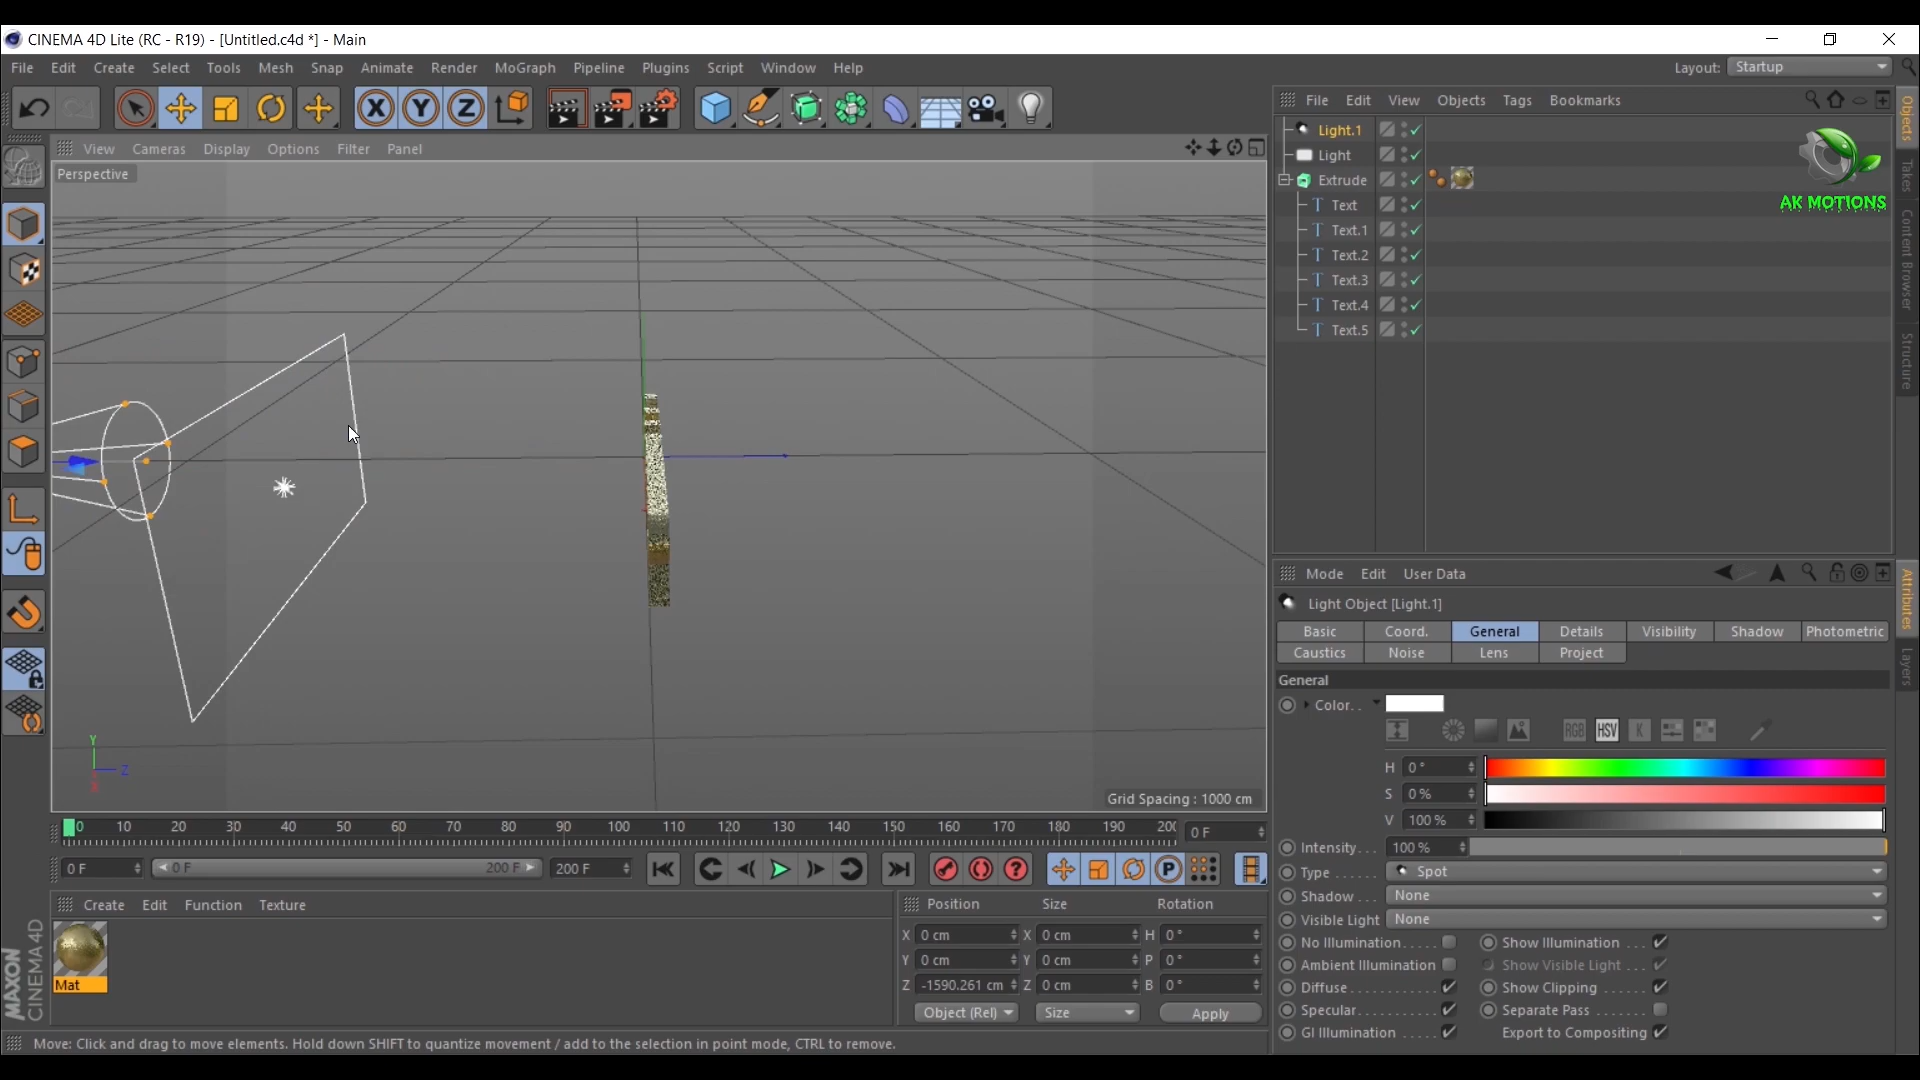 CINEMA 4D Lite (RC - R19) - [Untitled.c4d *] - Main
File Edit Create Select Tools Mesh Snap Animate Render MoGraph Pipeline Plugins Script Window Help
Layout: Startup
File Edit View Objects Tags Bookmarks
View Cameras Display Options Filter Panel
Perspective
Light.1
Light
Extrude
Text
Text.1
Text.2
Text.3
Text.4
Text.5
AK MOTIONS
Objects
Takes
Content Browser
Structure
Attributes
Layers
X Y Z
Y
Z
X
Grid Spacing : 1000 cm
Mode Edit User Data
Light Object [Light.1]
Basic Coord. General Details Visibility Shadow Photometric
Caustics Noise Lens Project
General
Color. .
RGB HSV K
H 0 °
S 0 %
V 100 %
Intensity. . . 100 %
Type . . . . . . Spot
Shadow . . . None
Visible Light None
No Illumination. . . . . Show Illumination . . .
Ambient Illumination Show Visible Light . . .
Diffuse. . . . . . . . . . . . Show Clipping . . . . . .
Specular. . . . . . . . . . . Separate Pass . . . . . . .
GI Illumination . . . . . Export to Compositing
0 10 20 30 40 50 60 70 80 90 100 110 120 130 140 150 160 170 180 190 200 0 F
0 F 0 F 200 F 200 F
P
Create Edit Function Texture
Mat
MAXON
CINEMA 4D
Position Size Rotation
X 0 cm X 0 cm H 0 °
Y 0 cm Y 0 cm P 0 °
Z -1590.261 cm Z 0 cm B 0 °
Object (Rel) Size Apply
Move: Click and drag to move elements. Hold down SHIFT to quantize movement / add to the selection in point mode, CTRL to remove.